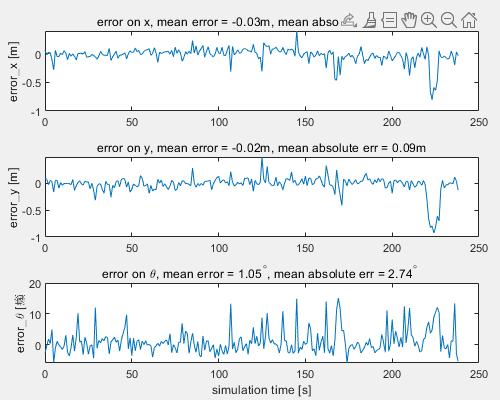 error on x, mean error = -0.03m, mean abso
0
-0.5
-1
error_x [m]
0 50 100 150 200 250
error on y, mean error = -0.02m, mean absolute err = 0.09m
0
-0.5
-1
error_y [m]
0 50 100 150 200 250
error on θ, mean error = 1.05°, mean absolute err = 2.74°
20
10
0
error_θ [
0 50 100 150 200 250
simulation time [s]